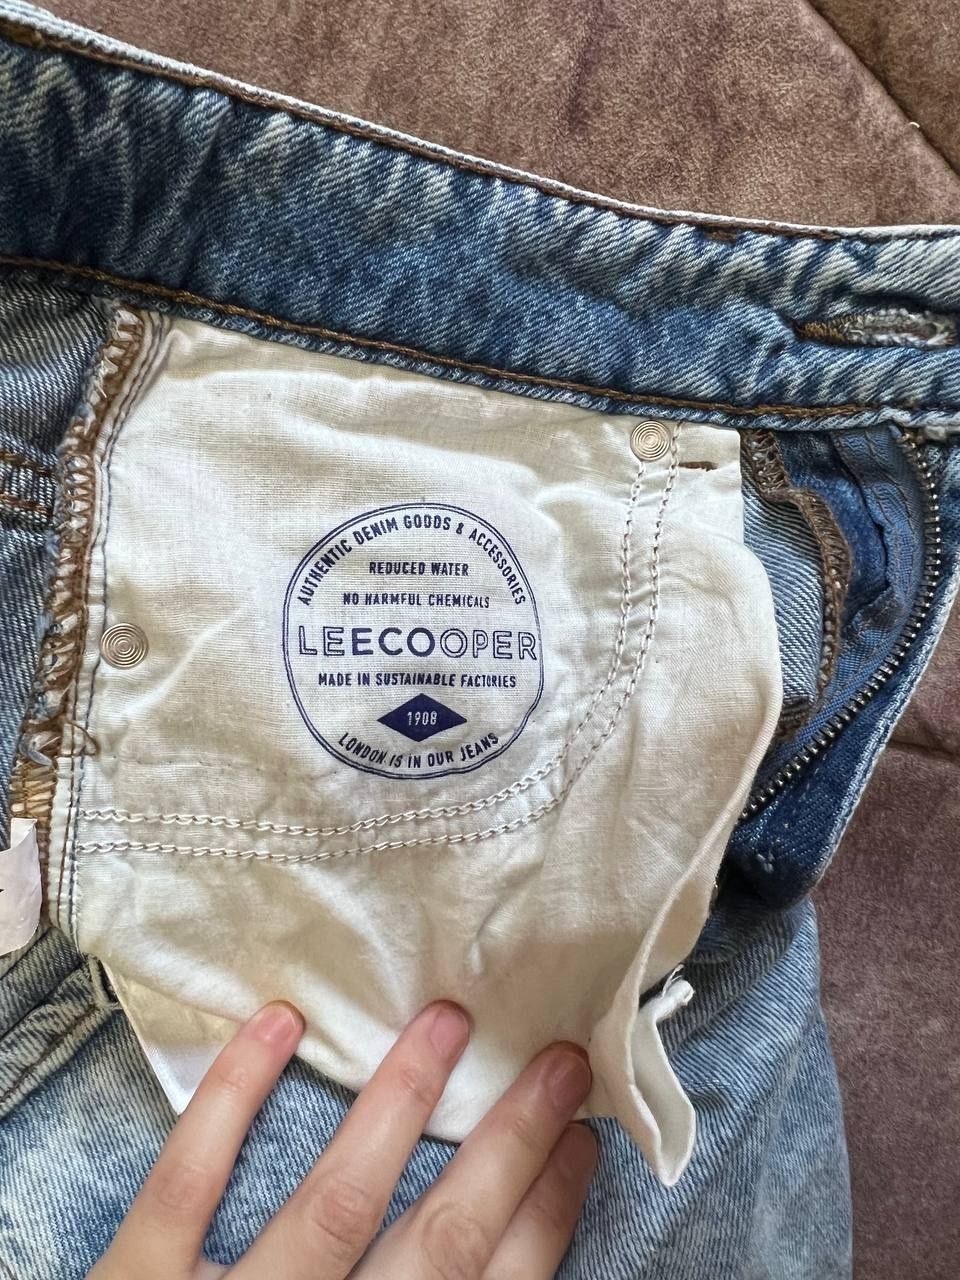 AUTHENTIC DENIM GOODS & ACCESSORIES
REDUCED WATER
NO HARMFUL CHEMICALS
LEECOOPER
MADE IN SUSTAINABLE FACTORIES
1908
LONDON IS IN OUR JEANS